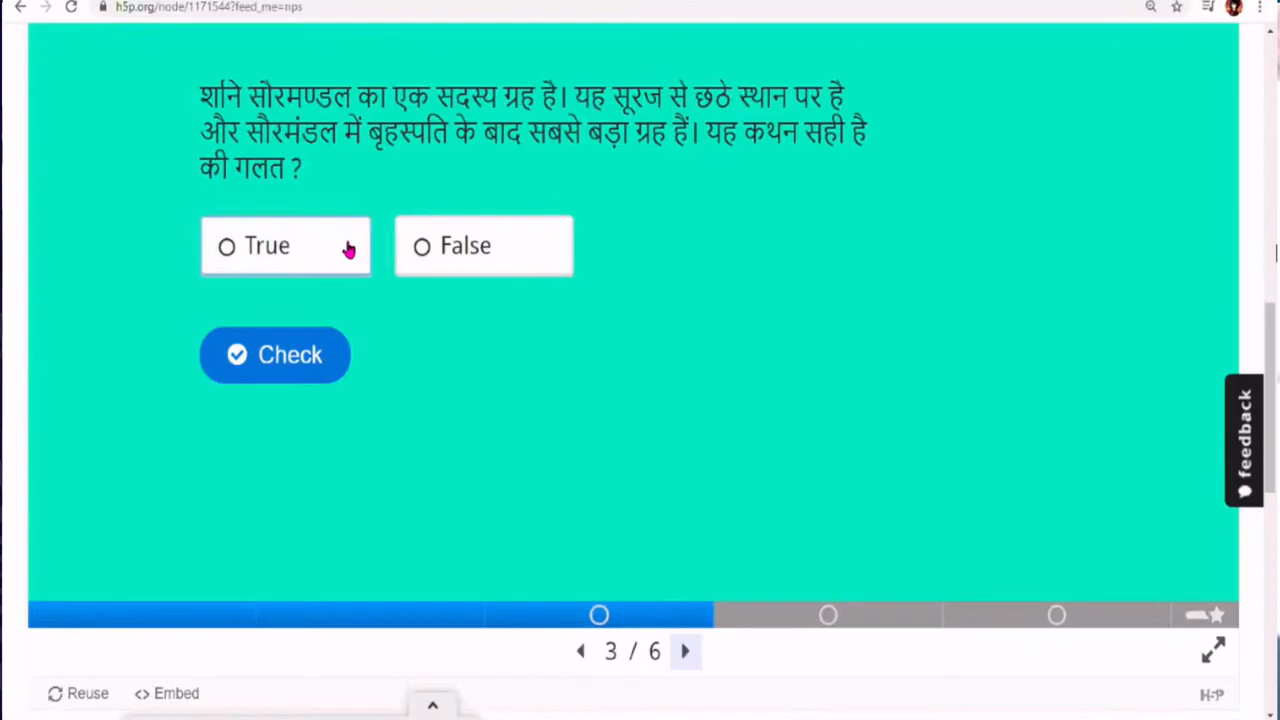 h5p.org/node/1171544?feed_me=nps
शनि सौरमण्डल का एक सदस्य ग्रह है। यह सूरज से छठे स्थान पर है
और सौरमंडल में बृहस्पति के बाद सबसे बड़ा ग्रह हैं। यह कथन सही है
की गलत ?
True
False
Check
feedback
3 / 6
Reuse
<> Embed
H-P